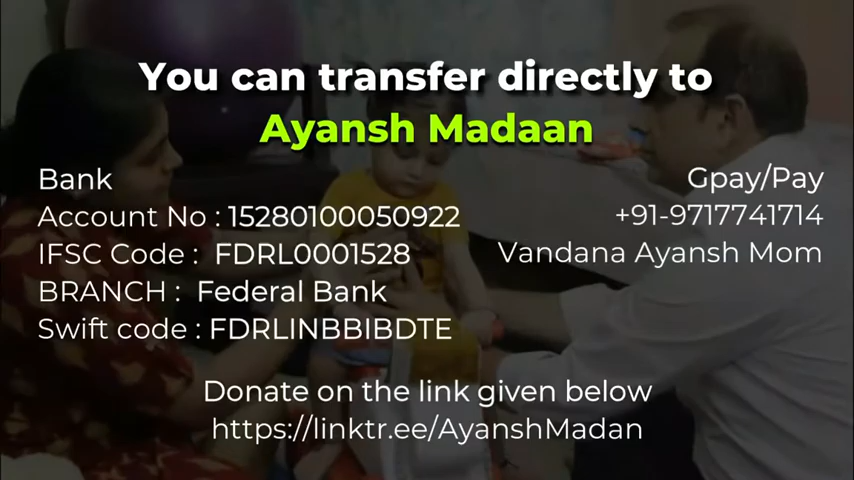 You can transfer directly to
Ayansh Madaan
Bank
Account No : 15280100050922
IFSC Code : FDRL0001528
BRANCH : Federal Bank
Swift code : FDRLINBBIBDTE
Gpay/Pay
+91-9717741714
Vandana Ayansh Mom
Donate on the link given below
https://linktr.ee/AyanshMadan